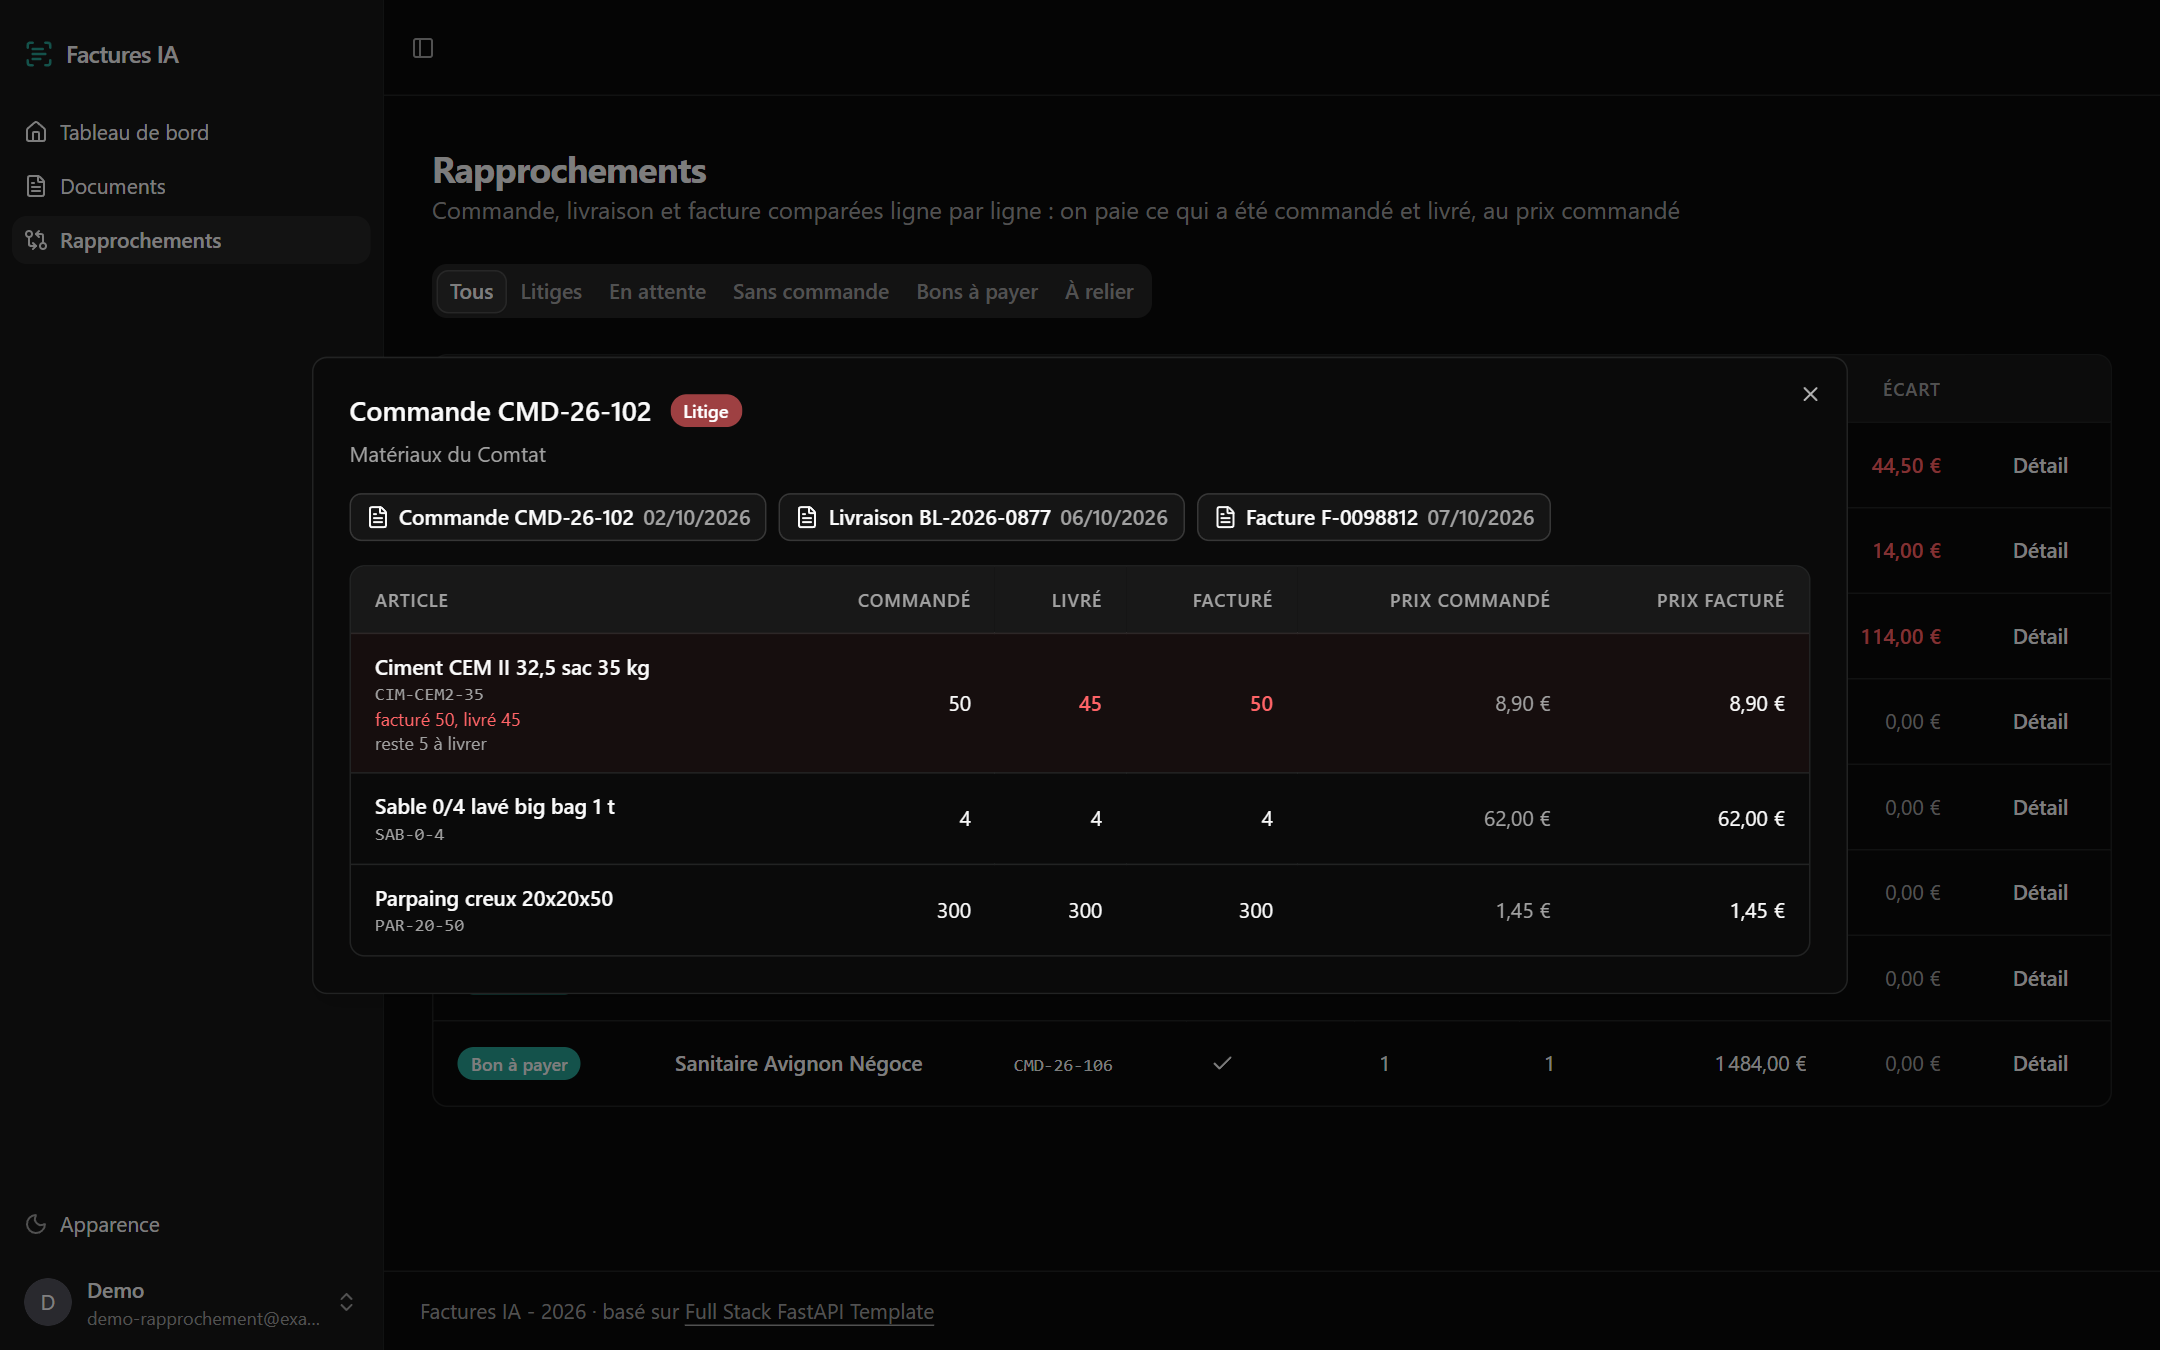 Factures IA
Tableau de bord
Documents
Rapprochements
Rapprochements
Commande, livraison et facture comparées ligne par ligne : on paie ce qui a été commandé et livré, au prix commandé
Tous Litiges En attente Sans commande Bons à payer À relier
ÉCART
44,50 € Détail
14,00 € Détail
114,00 € Détail
0,00 € Détail
0,00 € Détail
0,00 € Détail
0,00 € Détail
Commande CMD-26-102 Litige
Matériaux du Comtat
Commande CMD-26-102 02/10/2026 Livraison BL-2026-0877 06/10/2026 Facture F-0098812 07/10/2026
ARTICLE COMMANDÉ LIVRÉ FACTURÉ PRIX COMMANDÉ PRIX FACTURÉ
Ciment CEM II 32,5 sac 35 kg
CIM-CEM2-35
facturé 50, livré 45
reste 5 à livrer
50 45 50 8,90 € 8,90 €
Sable 0/4 lavé big bag 1 t
SAB-0-4
4 4 4 62,00 € 62,00 €
Parpaing creux 20x20x50
PAR-20-50
300 300 300 1,45 € 1,45 €
Bon à payer Sanitaire Avignon Négoce CMD-26-106 1 1 1 484,00 € 0,00 € Détail
Apparence
D
Demo
demo-rapprochement@exa...
Factures IA - 2026 · basé sur Full Stack FastAPI Template